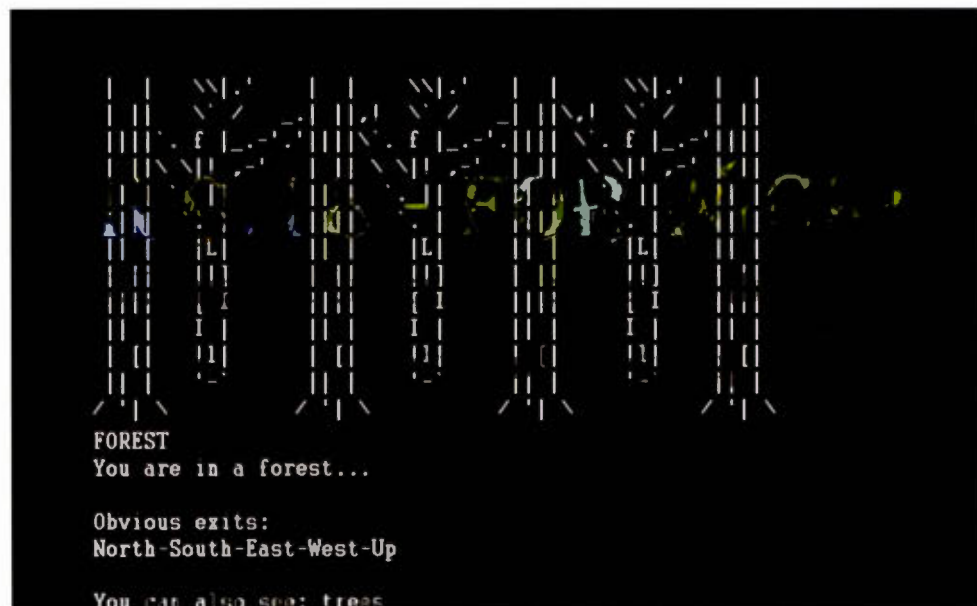 FOREST
You are in a forest...
Obvious exits:
North-South-East-West-Up
You can also see: trees